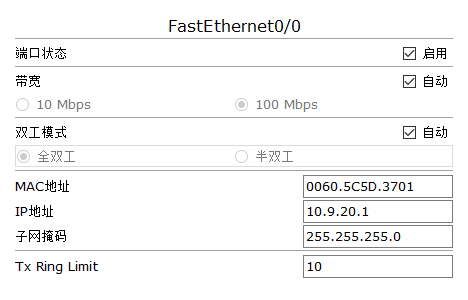 FastEthernet0/0
端口状态 启用
带宽 自动
10 Mbps 100 Mbps
双工模式 自动
全双工 半双工
MAC地址 0060.5C5D.3701
IP地址 10.9.20.1
子网掩码 255.255.255.0
Tx Ring Limit 10